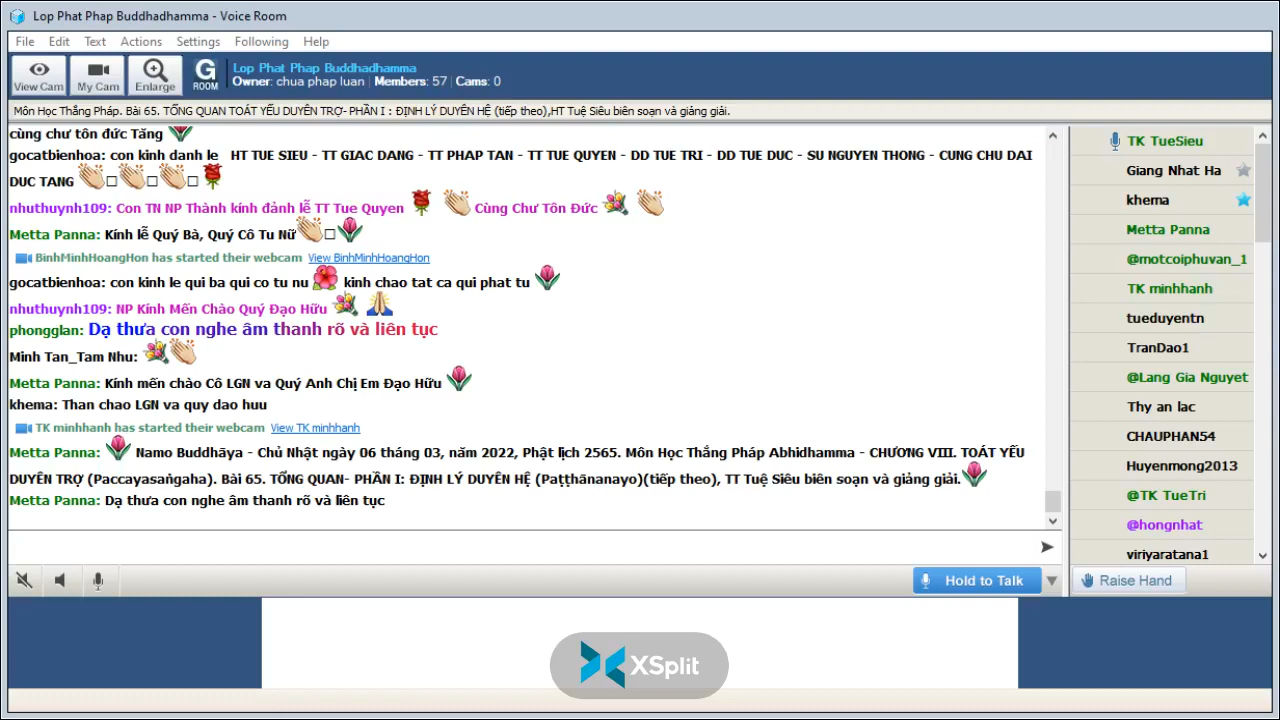 Lop Phat Phap Buddhadhamma - Voice Room
File Edit Text Actions Settings Following Help
View Cam
My Cam
Enlarge
G ROOM
Lop Phat Phap Buddhadhamma
Owner: chua phap luan | Members: 57 | Cams: 0
Môn Học Thắng Pháp. Bài 65. TỔNG QUAN TOÁT YẾU DUYÊN TRỢ- PHẦN I : ĐỊNH LÝ DUYÊN HỆ (tiếp theo),HT Tuệ Siêu biên soạn và giảng giải.
cùng chư tôn đức Tăng
gocatbienhoa: con kinh danh le HT TUE SIEU - TT GIAC DANG - TT PHAP TAN - TT TUE QUYEN - DD TUE TRI - DD TUE DUC - SU NGUYEN THONG - CUNG CHU DAI
DUC TANG
nhuthuynh109: Con TN NP Thành kính đảnh lễ TT Tue Quyen Cùng Chư Tôn Đức
Metta Panna: Kính lễ Quý Bà, Quý Cô Tu Nữ
BinhMinhHoangHon has started their webcam View BinhMinhHoangHon
gocatbienhoa: con kinh le qui ba qui co tu nu kinh chao tat ca qui phat tu
nhuthuynh109: NP Kính Mến Chào Quý Đạo Hữu
phongglan: Dạ thưa con nghe âm thanh rõ và liên tục
Minh Tan_Tam Nhu:
Metta Panna: Kính mến chào Cô LGN va Quý Anh Chị Em Đạo Hữu
khema: Than chao LGN va quy dao huu
TK minhhanh has started their webcam View TK minhhanh
Metta Panna: Namo Buddhāya - Chủ Nhật ngày 06 tháng 03, năm 2022, Phật lịch 2565. Môn Học Thắng Pháp Abhidhamma - CHƯƠNG VIII. TOÁT YẾU
DUYÊN TRỢ (Paccayasaṅgaha). Bài 65. TỔNG QUAN- PHẦN I: ĐỊNH LÝ DUYÊN HỆ (Paṭṭhānanayo)(tiếp theo), TT Tuệ Siêu biên soạn và giảng giải.
Metta Panna: Dạ thưa con nghe âm thanh rõ và liên tục
TK TueSieu
Giang Nhat Ha
khema
Metta Panna
@motcoiphuvan_1
TK minhhanh
tueduyentn
TranDao1
@Lang Gia Nguyet
Thy an lac
CHAUPHAN54
Huyenmong2013
@TK TueTri
@hongnhat
viriyaratana1
Hold to Talk
Raise Hand
XSplit